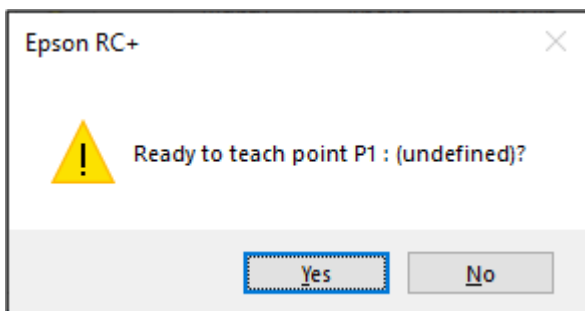 Epson RC+
Ready to teach point P1 : (undefined)?
Yes
No